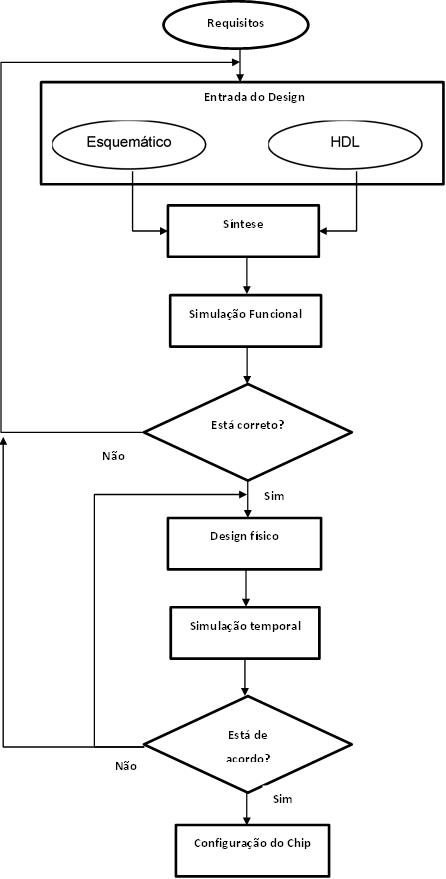 Requisitos
Entrada do Design
Esquemático
HDL
Síntese
Simulação Funcional
Está correto?
Não
Sim
Design físico
Simulação temporal
Está de
acordo?
Não
Sim
Configuração do Chip